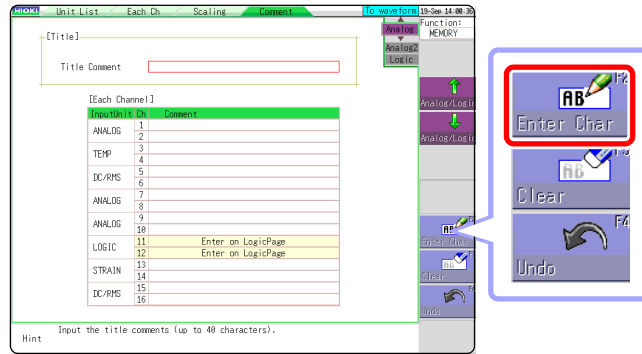 HIOKI Unit List Each Ch Scaling Comment To waveform 19-Sep 14:00:36
Function:
MEMORY
Analog
Analog2
Logic
[Title]
Title Comment
Analog/Logic
Analog/Logic
[Each Channel]
InputUnit Ch Comment
ANALOG 1
2
TEMP 3
4
DC/RMS 5
6
ANALOG 7
8
ANALOG 9
10
LOGIC 11 Enter on LogicPage
12 Enter on LogicPage
STRAIN 13
14
DC/RMS 15
16
AB
Enter Char
AB
Clear
Undo
Input the title comments (up to 40 characters).
Hint
F2
AB
Enter Char
F3
AB
Clear
F4
Undo